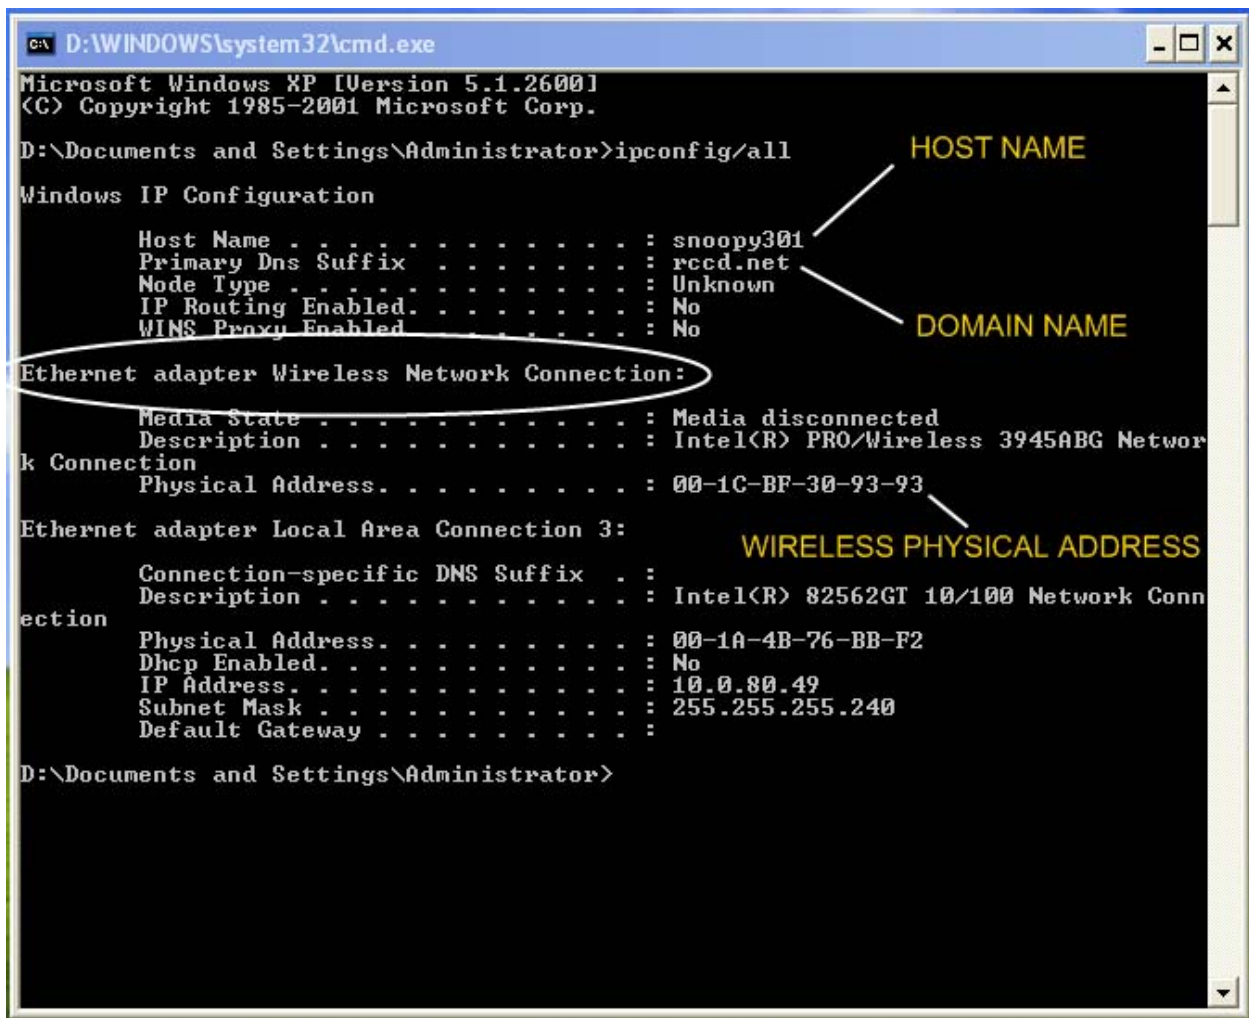 D:\WINDOWS\system32\cmd.exe
Microsoft Windows XP [Version 5.1.2600]
(C) Copyright 1985-2001 Microsoft Corp.
D:\Documents and Settings\Administrator>ipconfig/all
HOST NAME
Windows IP Configuration
Host Name . . . . . . . . . . . . : snoopy301
Primary Dns Suffix  . . . . . . . : rccd.net
Node Type . . . . . . . . . . . . : Unknown
IP Routing Enabled. . . . . . . . : No
WINS Proxy Enabled. . . . . . . . : No
DOMAIN NAME
Ethernet adapter Wireless Network Connection:
Media State . . . . . . . . . . . : Media disconnected
Description . . . . . . . . . . . : Intel(R) PRO/Wireless 3945ABG Networ
k Connection
Physical Address. . . . . . . . . : 00-1C-BF-30-93-93
Ethernet adapter Local Area Connection 3:
WIRELESS PHYSICAL ADDRESS
Connection-specific DNS Suffix  . :
Description . . . . . . . . . . . : Intel(R) 82562GT 10/100 Network Conn
ection
Physical Address. . . . . . . . . : 00-1A-4B-76-BB-F2
Dhcp Enabled. . . . . . . . . . . : No
IP Address. . . . . . . . . . . . : 10.0.80.49
Subnet Mask . . . . . . . . . . . : 255.255.255.240
Default Gateway . . . . . . . . . :
D:\Documents and Settings\Administrator>